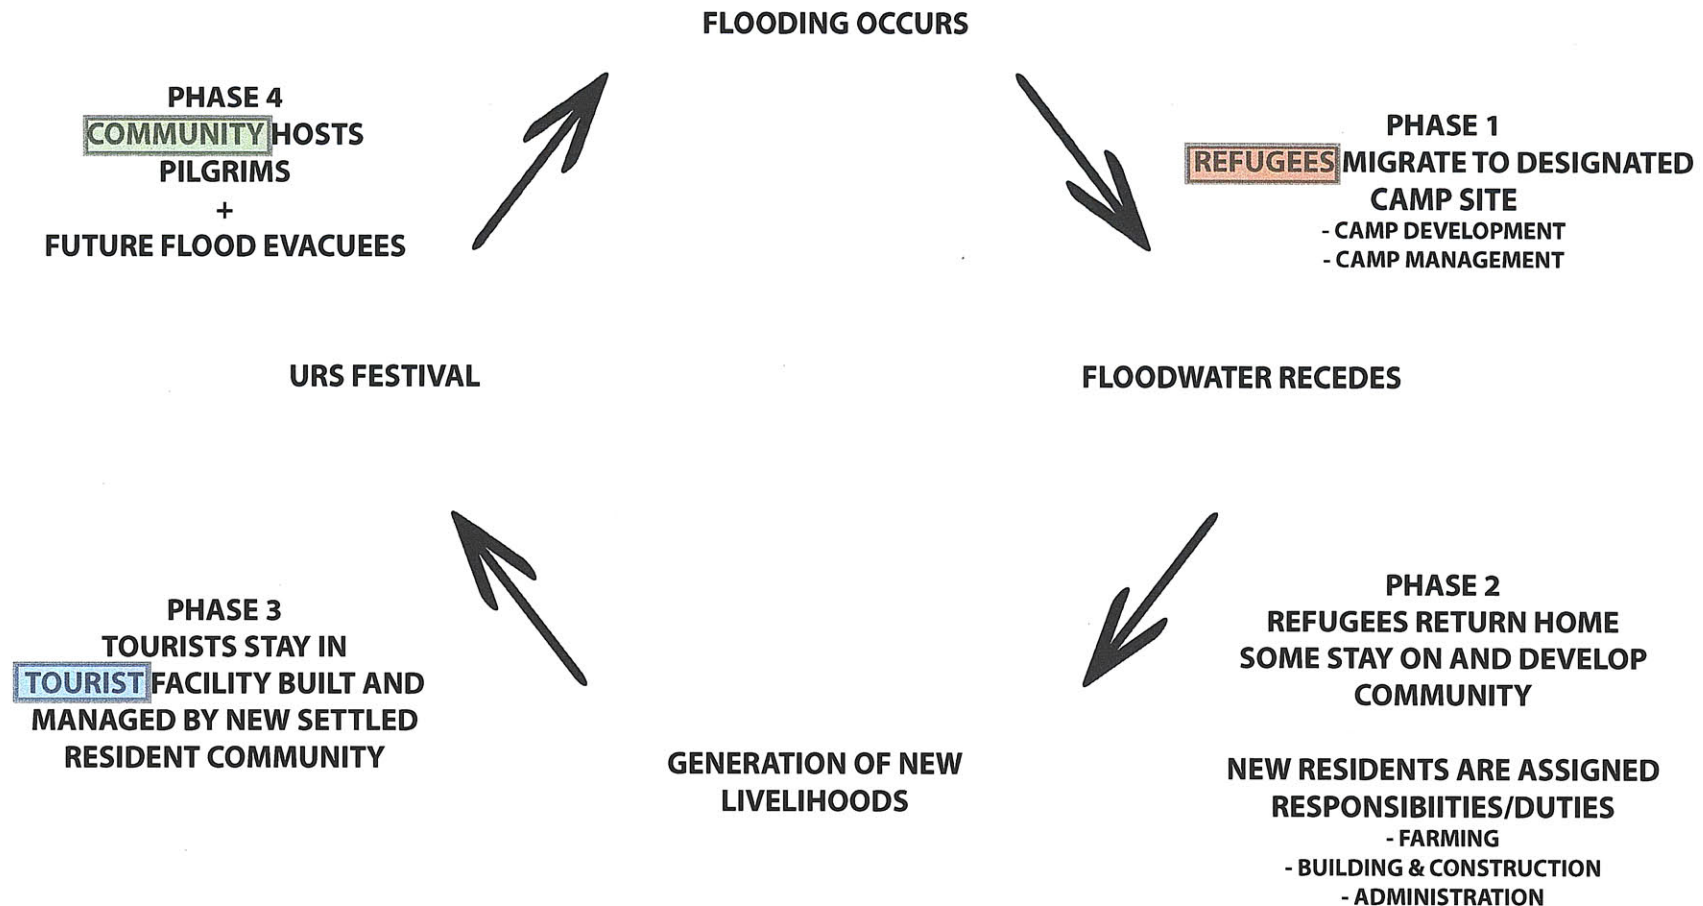 FLOODING OCCURS
PHASE 1
REFUGEES MIGRATE TO DESIGNATED
CAMP SITE
- CAMP DEVELOPMENT
- CAMP MANAGEMENT
FLOODWATER RECEDES
PHASE 2
REFUGEES RETURN HOME
SOME STAY ON AND DEVELOP
COMMUNITY
NEW RESIDENTS ARE ASSIGNED
RESPONSIBIITIES/DUTIES
- FARMING
- BUILDING & CONSTRUCTION
- ADMINISTRATION
GENERATION OF NEW
LIVELIHOODS
PHASE 3
TOURISTS STAY IN
TOURIST FACILITY BUILT AND
MANAGED BY NEW SETTLED
RESIDENT COMMUNITY
URS FESTIVAL
PHASE 4
COMMUNITY HOSTS
PILGRIMS
+
FUTURE FLOOD EVACUEES